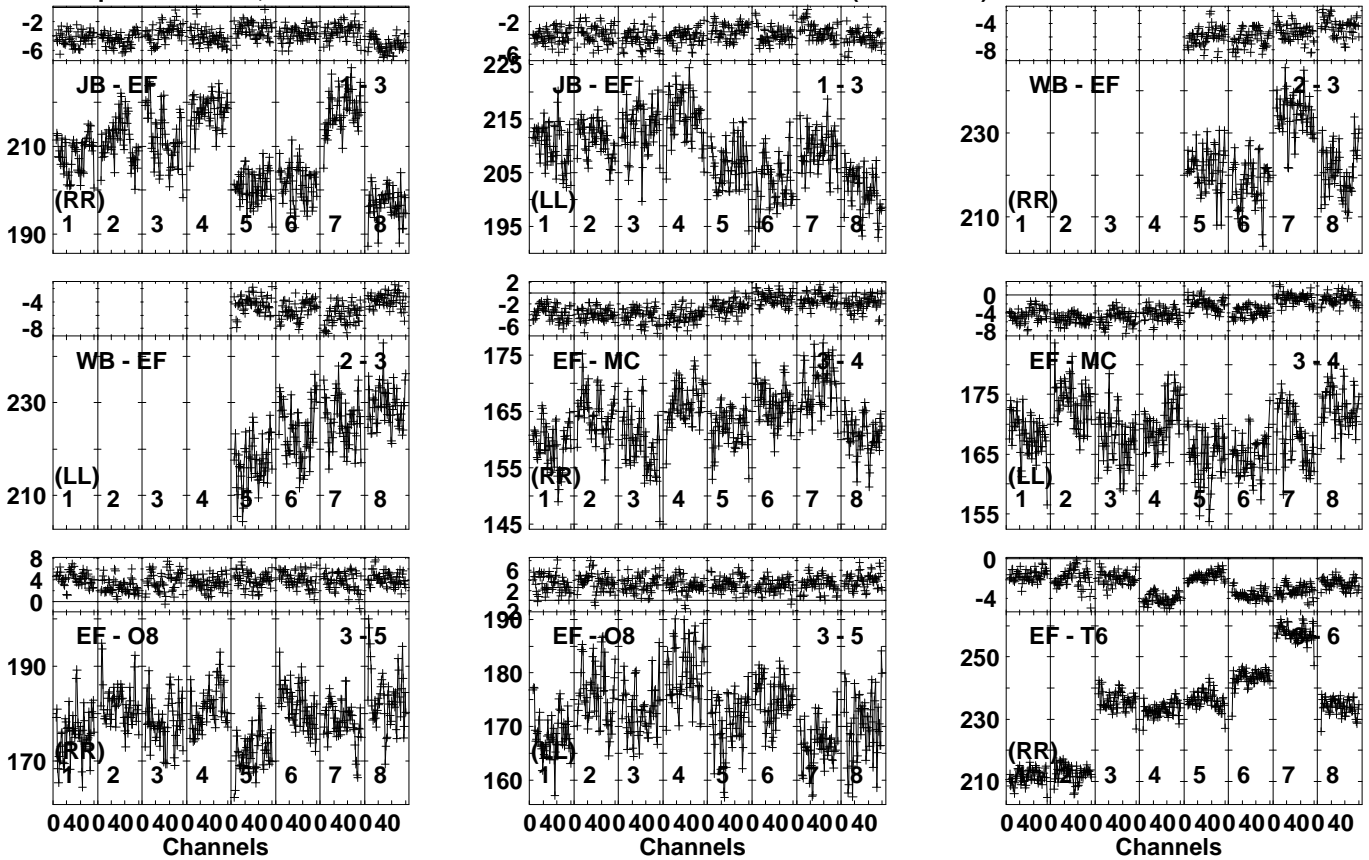 -2
-6
JB - EF 1 - 3
210
(RR)
190
1 2 3 4 5 6 7 8
-2
-6
225
JB - EF 1 - 3
215
205
(LL)
195
1 2 3 4 5 6 7 8
-4
-8
WB - EF 2 - 3
230
(RR)
210
1 2 3 4 5 6 7 8
-4
-8
WB - EF 2 - 3
230
(LL)
210
1 2 3 4 5 6 7 8
2
-2
-6
175
EF - MC 3 - 4
165
155
(RR)
145
1 2 3 4 5 6 7 8
0
-4
-8
EF - MC 3 - 4
175
165
(LL)
155
1 2 3 4 5 6 7 8
8
4
0
EF - O8 3 - 5
190
(RR)
170
1 2 3 4 5 6 7 8
6
4
2
190
EF - O8 3 - 5
180
170
(LL)
160
1 2 3 4 5 6 7 8
0
-4
EF - T6 - 6
250
230
(RR)
210
1 2 3 4 5 6 7 8
0 40 0 40 0 40 0 40 0 40 0 40 0 40 0 40
0 40 0 40 0 40 0 40 0 40 0 40 0 40 0 40
0 40 0 40 0 40 0 40 0 40 0 40 0 40 0 40
Channels Channels Channels